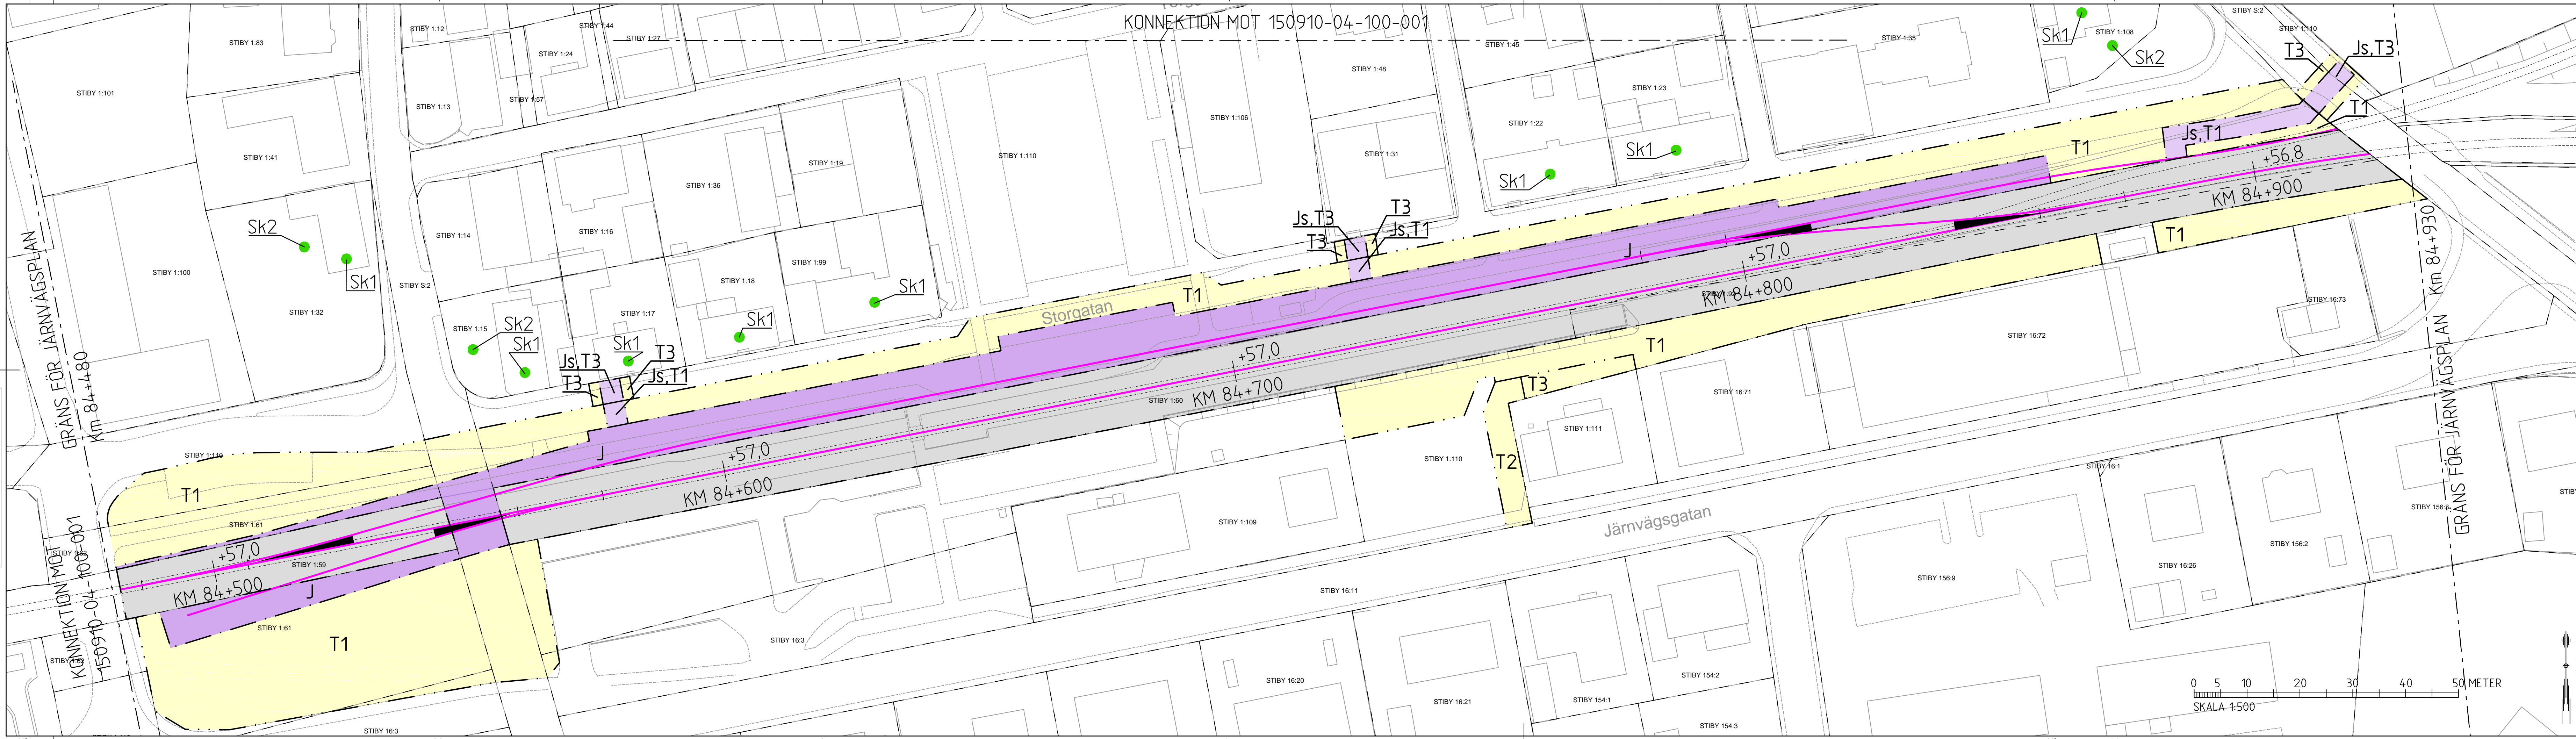 KONNEKTION MOT 150910-04-100-001
STIBY 1:83
STIBY 1:12
STIBY 1:44
STIBY 1:27
STIBY 1:24
STIBY 1:101
STIBY 1:13
STIBY 1:57
STIBY 1:41
STIBY 1:48
STIBY 1:45
STIBY 1:35
Sk1
STIBY 1:108
Sk2
STIBY S:2
STIBY 1:110
T3
Js,T3
T1
Js,T1
STIBY 1:106
STIBY 1:31
STIBY 1:22
STIBY 1:23
Sk1
Sk1
STIBY 1:110
STIBY 1:19
STIBY 1:36
STIBY 1:99
STIBY 1:18
STIBY 1:16
STIBY 1:14
STIBY 1:17
STIBY 1:15
STIBY S:2
STIBY 1:100
STIBY 1:32
Sk2
Sk1
Sk2
Sk1
Sk1
Sk1
Sk1
Js,T3
T3
T3
Js,T1
Js,T3
T3
T3
Js,T1
T1
+56,8
KM 84+900
T1
Storgatan
T1
J
+57,0
KM 84+800
+57,0
KM 84+700
STIBY 1:60
+57,0
KM 84+600
J
T1
STIBY 1:61
+57,0
STIBY 1:59
KM 84+500
J
STIBY 1:61
T1
GRÄNS FÖR JÄRNVÄGSPLAN
Km 84+480
KONNEKTION MOT
150910-04-100-001
STIBY 16:3
STIBY 16:3
STIBY 1:109
STIBY 1:110
T1
T3
T2
STIBY 1:111
STIBY 16:71
STIBY 16:72
STIBY 16:73
Järnvägsgatan
STIBY 16:11
STIBY 16:1
STIBY 16:20
STIBY 16:21
STIBY 154:1
STIBY 154:2
STIBY 154:3
STIBY 156:9
STIBY 16:26
STIBY 156:2
GRÄNS FÖR JÄRNVÄGSPLAN
Km 84+930
0 5 10 20 30 40 50 METER
SKALA 1:500